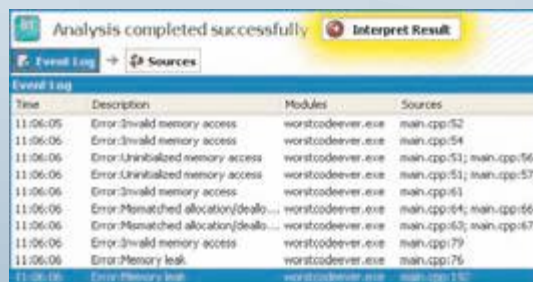 Analysis completed successfully Interpret Result
Event Log → Sources
Event Log
Time Description Modules Sources
11:06:05 Error:Invalid memory access worstcodeever.exe main.cpp:52
11:06:06 Error:Invalid memory access worstcodeever.exe main.cpp:54
11:06:06 Error:Uninitialized memory access worstcodeever.exe main.cpp:51; main.cpp:56
11:06:06 Error:Uninitialized memory access worstcodeever.exe main.cpp:51; main.cpp:57
11:06:06 Error:Invalid memory access worstcodeever.exe main.cpp:61
11:06:06 Error:Mismatched allocation/deallo... worstcodeever.exe main.cpp:64; main.cpp:66
11:06:06 Error:Mismatched allocation/deallo... worstcodeever.exe main.cpp:63; main.cpp:67
11:06:06 Error:Invalid memory access worstcodeever.exe main.cpp:79
11:06:06 Error:Memory leak worstcodeever.exe main.cpp:76
11:06:06 Error:Memory leak worstcodeever.exe